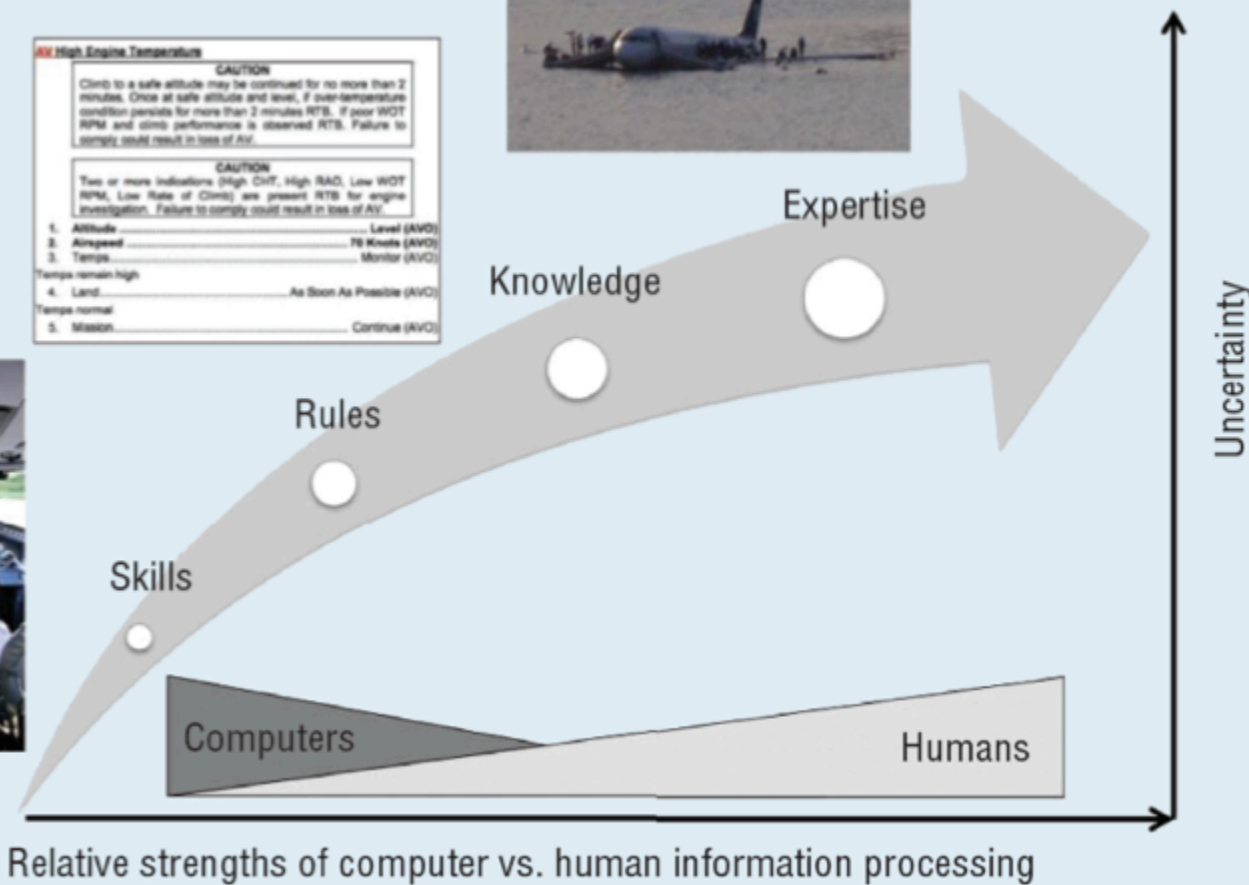 AV High Engine Temperature
CAUTION
Climb to a safe altitude may be continued for no more than 2
minutes. Once at safe altitude and level, if over-temperature
condition persists for more than 2 minutes RTB. If poor WOT
RPM and climb performance is observed RTB. Failure to
comply could result in loss of AV.
CAUTION
Two or more indications (High CHT, High RAD, Low WOT
RPM, Low Rate of Climb) are present RTB for engine
investigation. Failure to comply could result in loss of AV.
1. Altitude ........ Level (AVO)
2. Airspeed ........ 70 Knots (AVO)
3. Temps ........ Monitor (AVO)
Temps remain high
4. Land ........ As Soon As Possible (AVO)
Temps normal
5. Mission ........ Continue (AVO)
Expertise
Knowledge
Rules
Skills
Uncertainty
Computers
Humans
Relative strengths of computer vs. human information processing